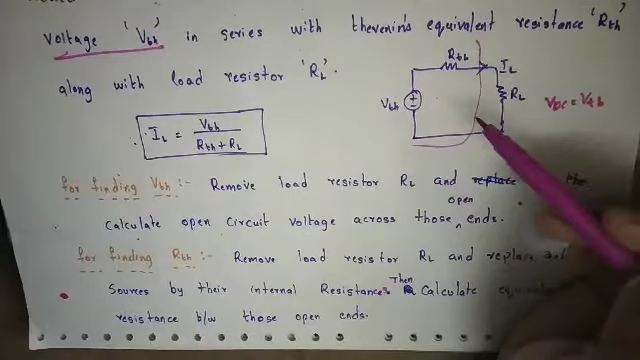 Voltage 'Vth' in series with thevenin's equivalent resistance 'Rth'
along with load resistor 'RL'.
Rth
IL
Vth
RL
Voc = Vth
IL = Vth / Rth + RL
for finding Vth :- Remove load resistor RL and
Calculate open Circuit Voltage across those open ends.
for finding Rth :- Remove load resistor RL and replace
Sources by their internal Resistances. Then Calculate
resistance b/w those open ends.